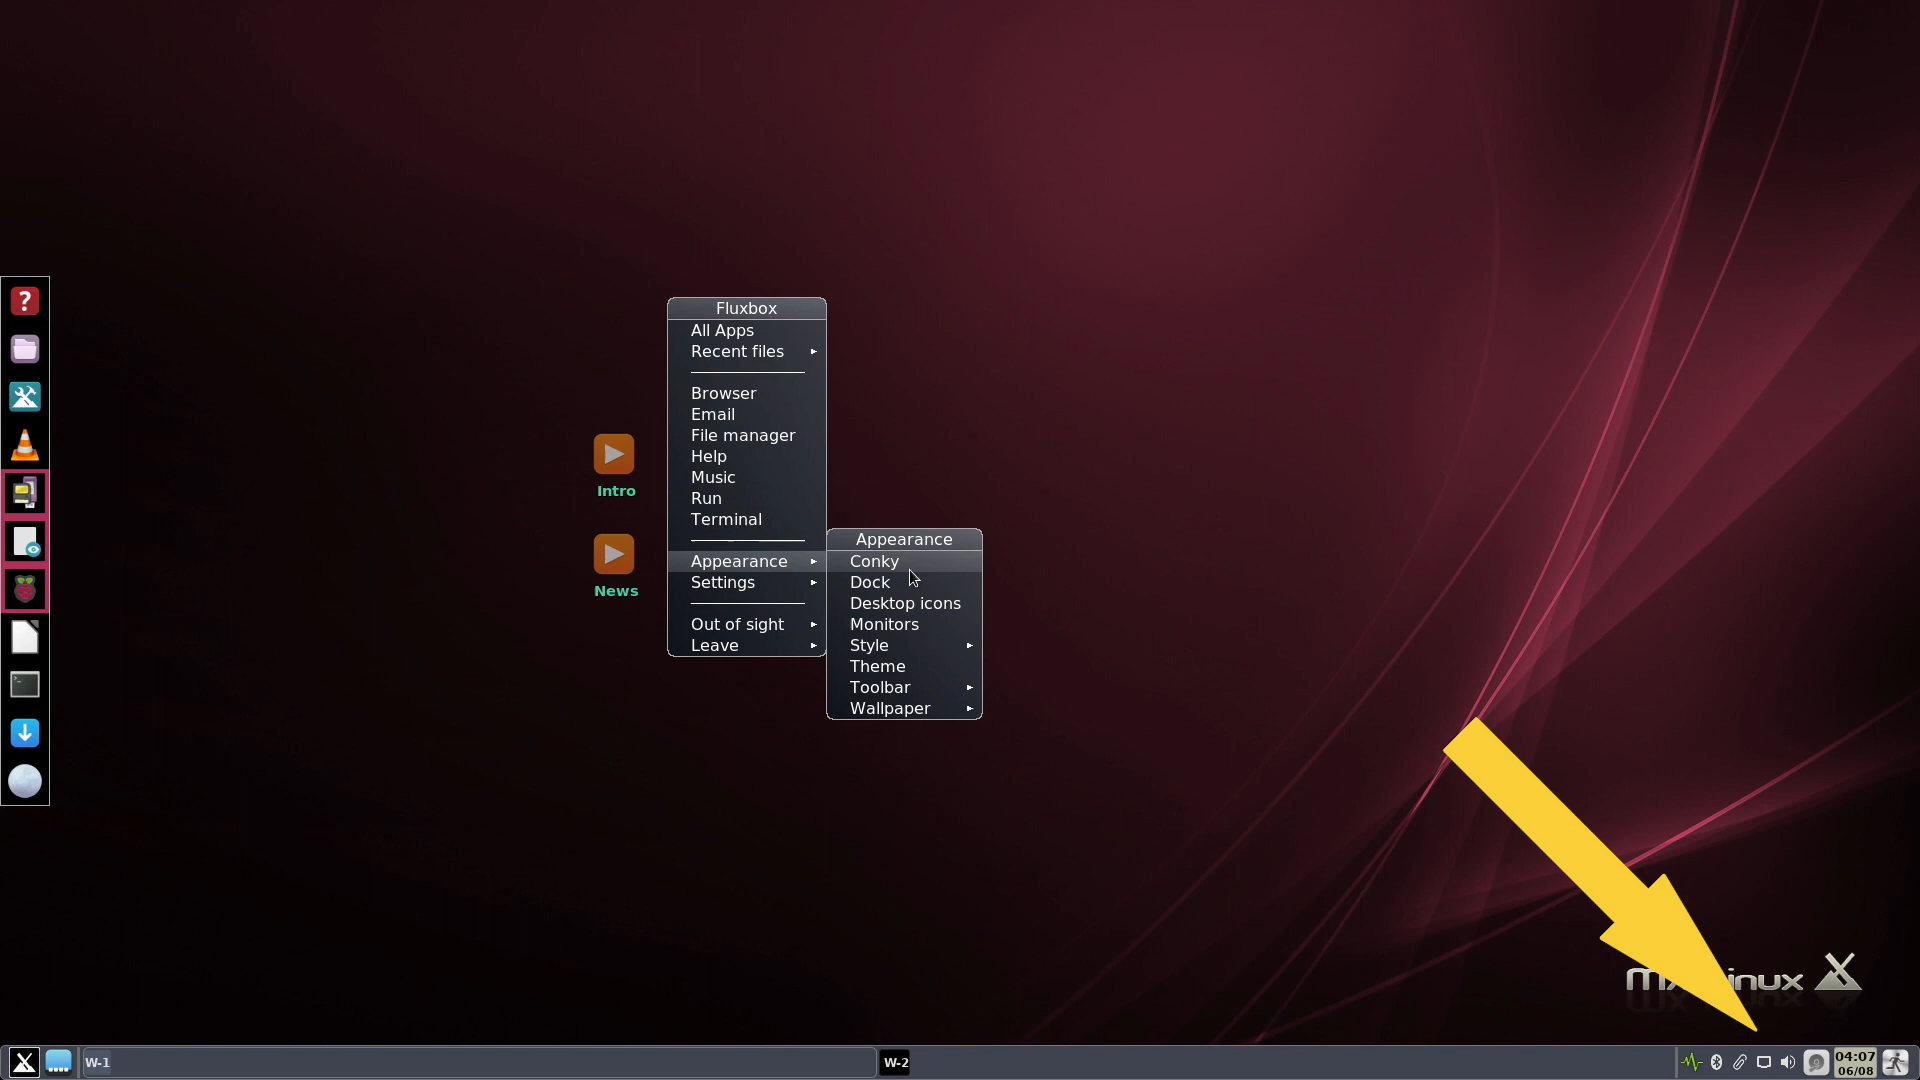 Fluxbox
All Apps
Recent files
Browser
Email
File manager
Help
Music
Run
Terminal
Appearance
Settings
Out of sight
Leave
Appearance
Conky
Dock
Desktop icons
Monitors
Style
Theme
Toolbar
Wallpaper
Intro
News
W-1
W-2
04:07
06/08